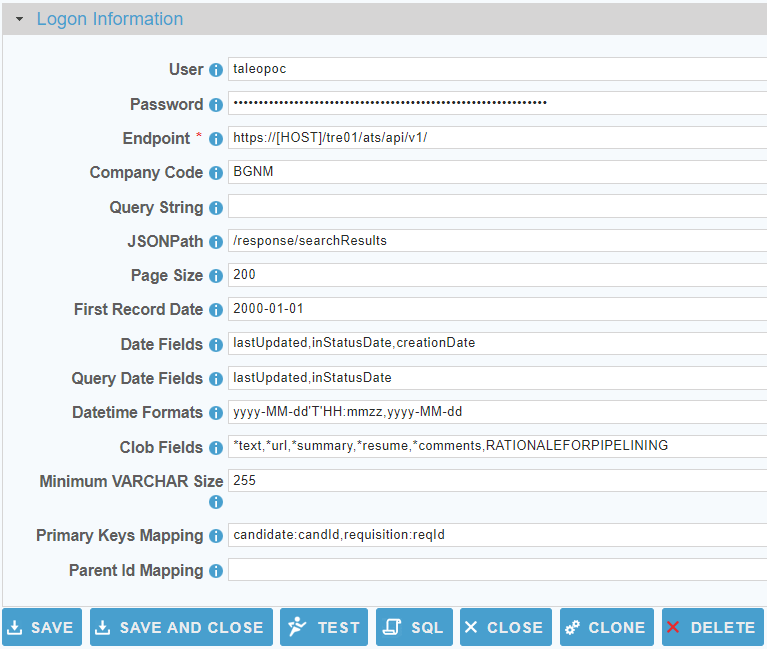 Logon Information
User taleopoc
Password •••••••••••••••••••••••••••••••••••••••••••••••••••••••••••••••
Endpoint * https://[HOST]/tre01/ats/api/v1/
Company Code BGNM
Query String
JSONPath /response/searchResults
Page Size 200
First Record Date 2000-01-01
Date Fields lastUpdated,inStatusDate,creationDate
Query Date Fields lastUpdated,inStatusDate
Datetime Formats yyyy-MM-dd'T'HH:mmzz,yyyy-MM-dd
Clob Fields *text,*url,*summary,*resume,*comments,RATIONALEFORPIPELINING
Minimum VARCHAR Size 255
Primary Keys Mapping candidate:candId,requisition:reqId
Parent Id Mapping
SAVE SAVE AND CLOSE TEST SQL CLOSE CLONE DELETE